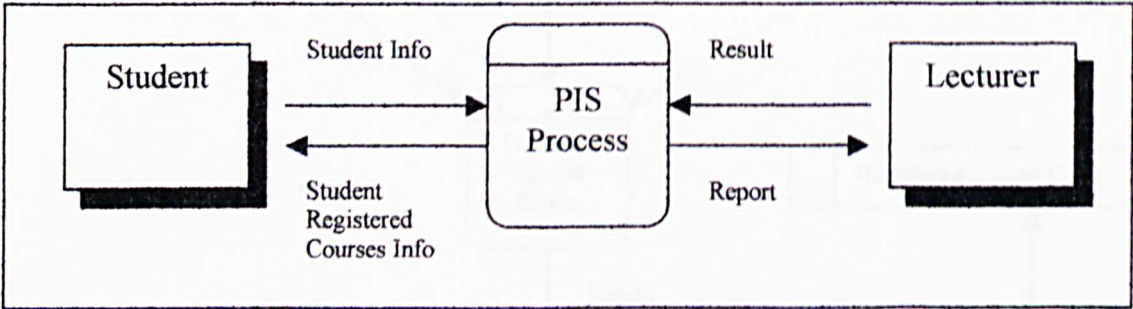 Student
Student Info
PIS
Process
Result
Lecturer
Student
Registered
Courses Info
Report